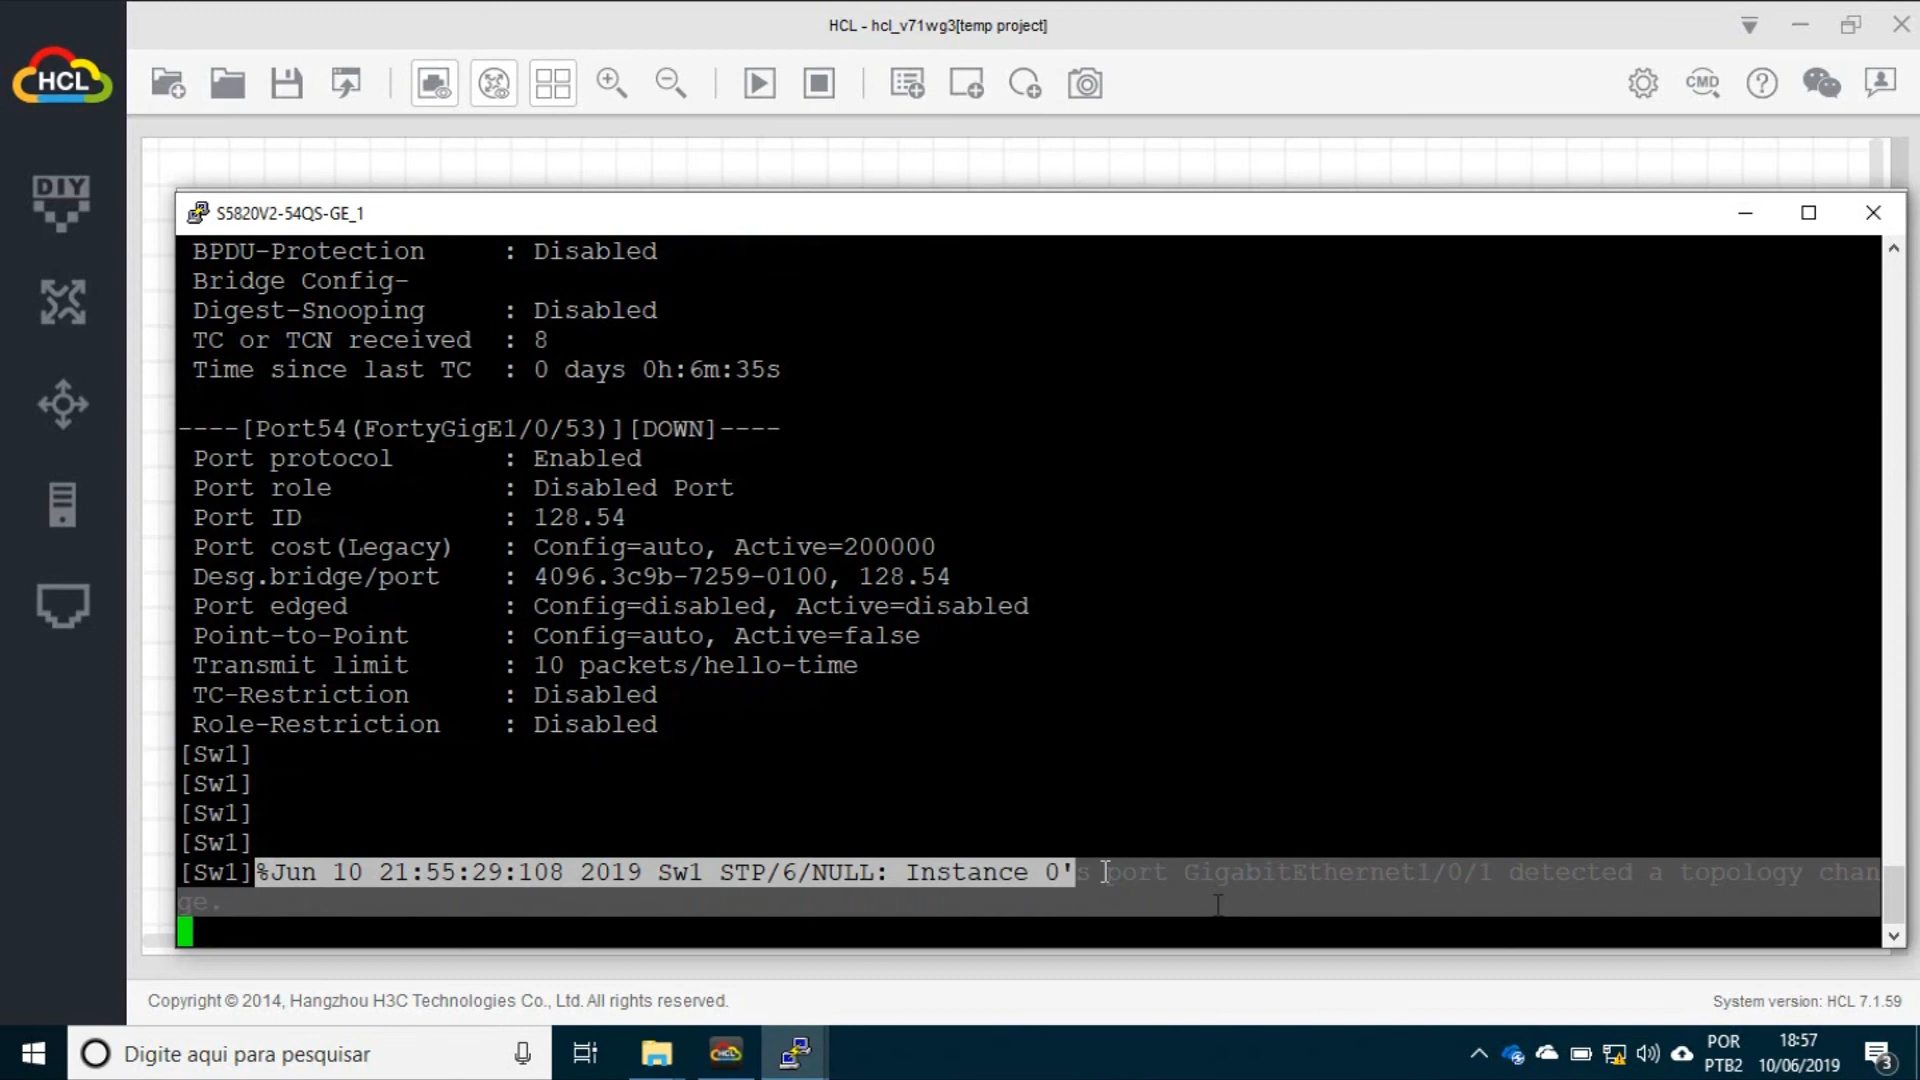 HCL - hcl_v71wg3[temp project]
HCL
CMD
DIY
S5820V2-54QS-GE_1
BPDU-Protection : Disabled
Bridge Config-
Digest-Snooping : Disabled
TC or TCN received : 8
Time since last TC : 0 days 0h:6m:35s
----[Port54(FortyGigE1/0/53)][DOWN]----
Port protocol : Enabled
Port role : Disabled Port
Port ID : 128.54
Port cost(Legacy) : Config=auto, Active=200000
Desg.bridge/port : 4096.3c9b-7259-0100, 128.54
Port edged : Config=disabled, Active=disabled
Point-to-Point : Config=auto, Active=false
Transmit limit : 10 packets/hello-time
TC-Restriction : Disabled
Role-Restriction : Disabled
[Sw1]
[Sw1]
[Sw1]
[Sw1]
[Sw1]%Jun 10 21:55:29:108 2019 Sw1 STP/6/NULL: Instance 0's port GigabitEthernet1/0/1 detected a topology chan
ge.
Copyright © 2014, Hangzhou H3C Technologies Co., Ltd. All rights reserved.
System version: HCL 7.1.59
Digite aqui para pesquisar
POR
PTB2
18:57
10/06/2019
3